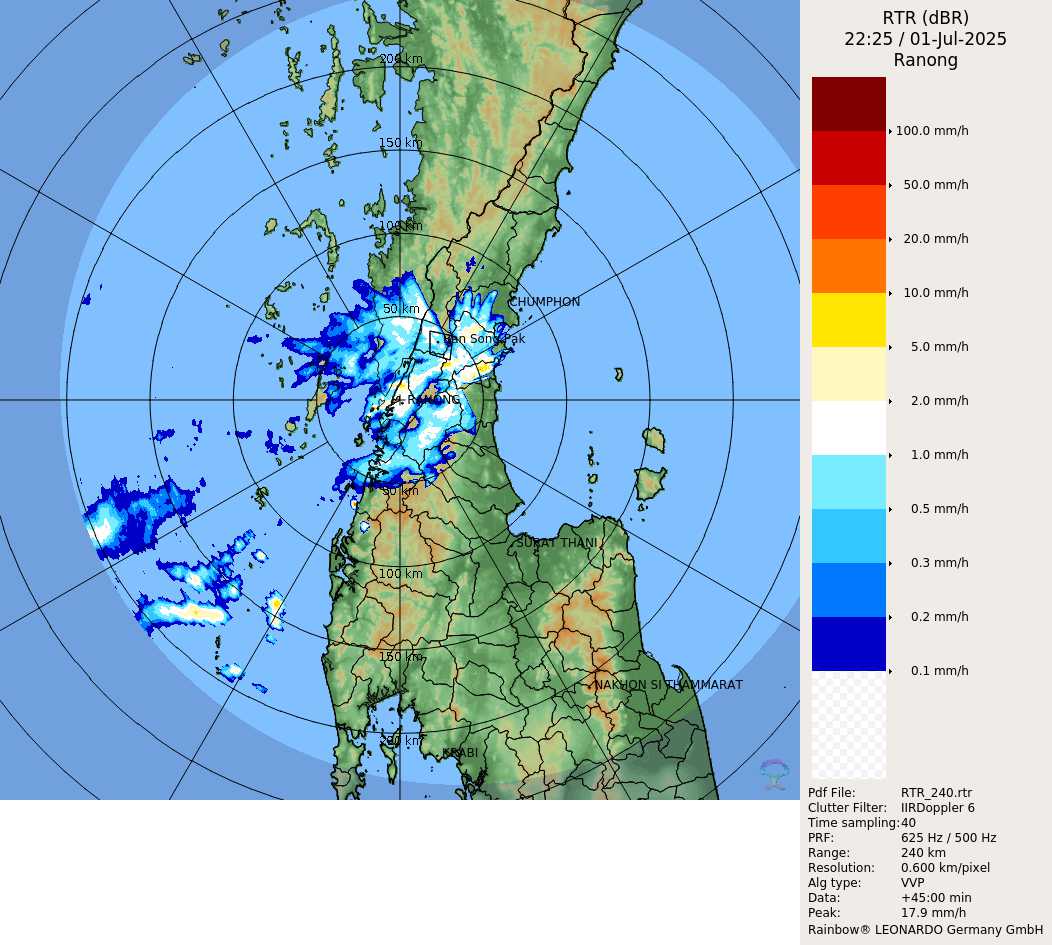 RTR (dBR)
22:25 / 01-Jul-2025
Ranong
200 km
150 km
100 km
50 km
CHUMPHON
Ban Song Pak
RANONG
50 km
SURAT THANI
100 km
150 km
NAKHON SI THAMMARAT
200 km
KRABI
100.0 mm/h
50.0 mm/h
20.0 mm/h
10.0 mm/h
5.0 mm/h
2.0 mm/h
1.0 mm/h
0.5 mm/h
0.3 mm/h
0.2 mm/h
0.1 mm/h
Pdf File: RTR_240.rtr
Clutter Filter: IIRDoppler 6
Time sampling:40
PRF: 625 Hz / 500 Hz
Range: 240 km
Resolution: 0.600 km/pixel
Alg type: VVP
Data: +45:00 min
Peak: 17.9 mm/h
Rainbow® LEONARDO Germany GmbH